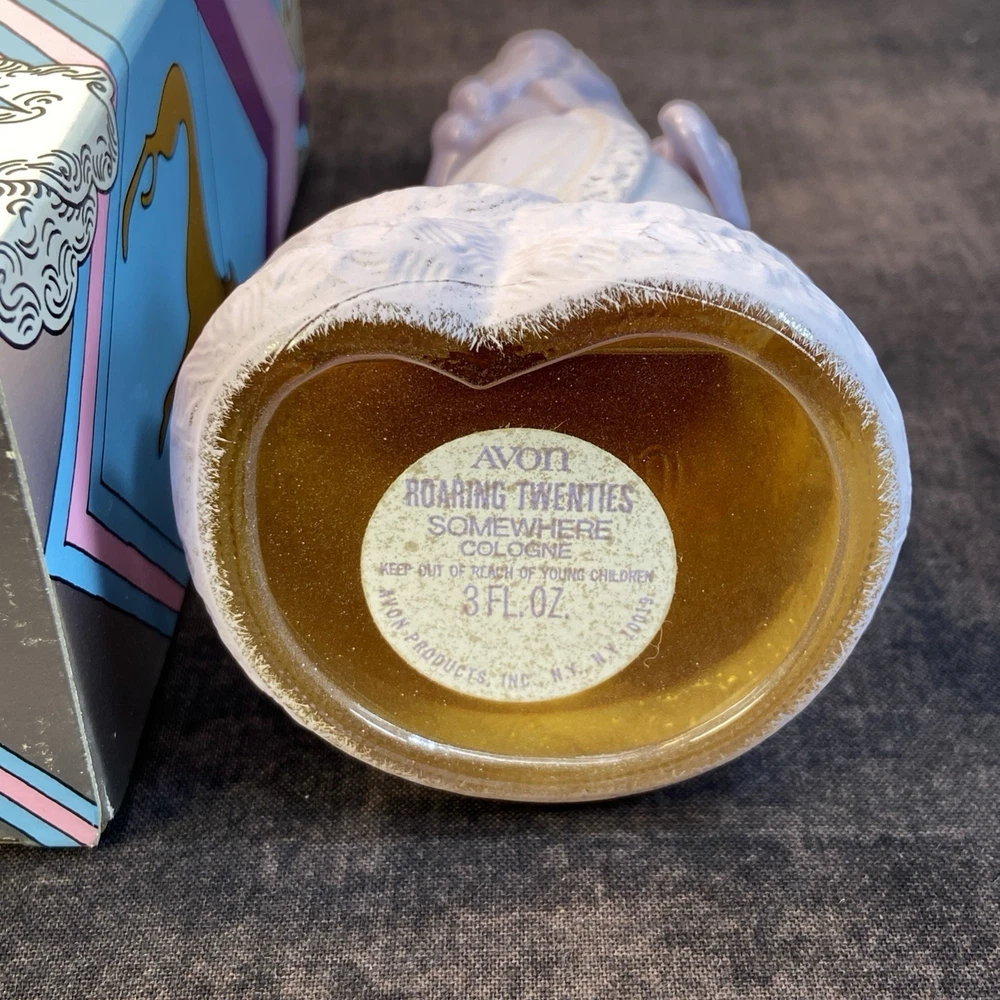 AVON
ROARING TWENTIES
SOMEWHERE
COLOGNE
KEEP OUT OF REACH OF YOUNG CHILDREN
3 FL. OZ.
AVON PRODUCTS, INC., N.Y., N.Y. 10019